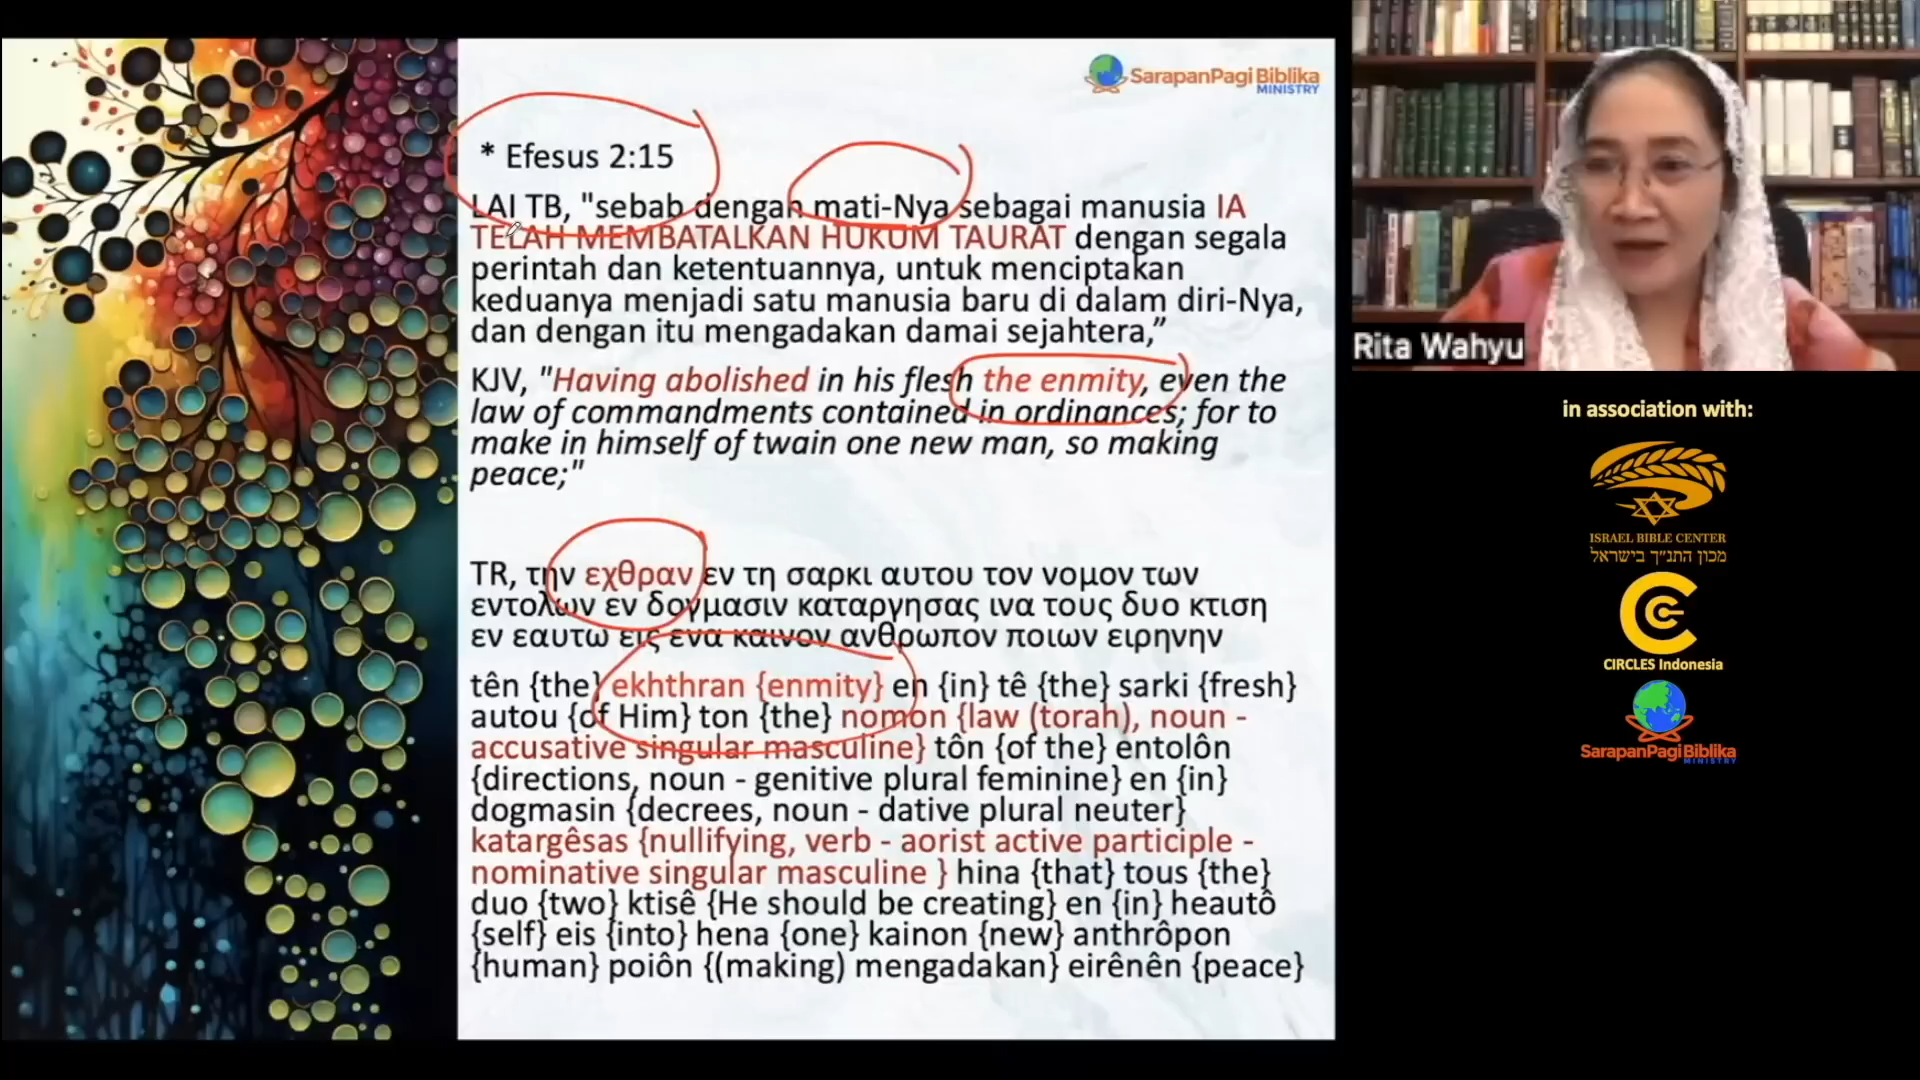 SarapanPagi Biblika
MINISTRY
* Efesus 2:15
LAI TB, "sebab dengan mati-Nya sebagai manusia IA
TELAH MEMBATALKAN HUKUM TAURAT dengan segala
perintah dan ketentuannya, untuk menciptakan
keduanya menjadi satu manusia baru di dalam diri-Nya,
dan dengan itu mengadakan damai sejahtera,”
KJV, "Having abolished in his flesh the enmity, even the
law of commandments contained in ordinances; for to
make in himself of twain one new man, so making
peace;"
TR, την εχθραν εν τη σαρκι αυτου τον νομον των
εντολων εν δογμασιν καταργησας ινα τους δυο κτιση
εν εαυτω εις ενα καινον ανθρωπον ποιων ειρηνην
tên {the} ekhthran {enmity} en {in} tê {the} sarki {fresh}
autou {of Him} ton {the} nomon {law (torah), noun -
accusative singular masculine} tôn {of the} entolôn
{directions, noun - genitive plural feminine} en {in}
dogmasin {decrees, noun - dative plural neuter}
katargêsas {nullifying, verb - aorist active participle -
nominative singular masculine } hina {that} tous {the}
duo {two} ktisê {He should be creating} en {in} heautô
{self} eis {into} hena {one} kainon {new} anthrôpon
{human} poiôn {(making) mengadakan} eirênên {peace}
Rita Wahyu
in association with:
ISRAEL BIBLE CENTER
מכון התנ״ך בישראל
CIRCLES Indonesia
SarapanPagi Biblika
MINISTRY